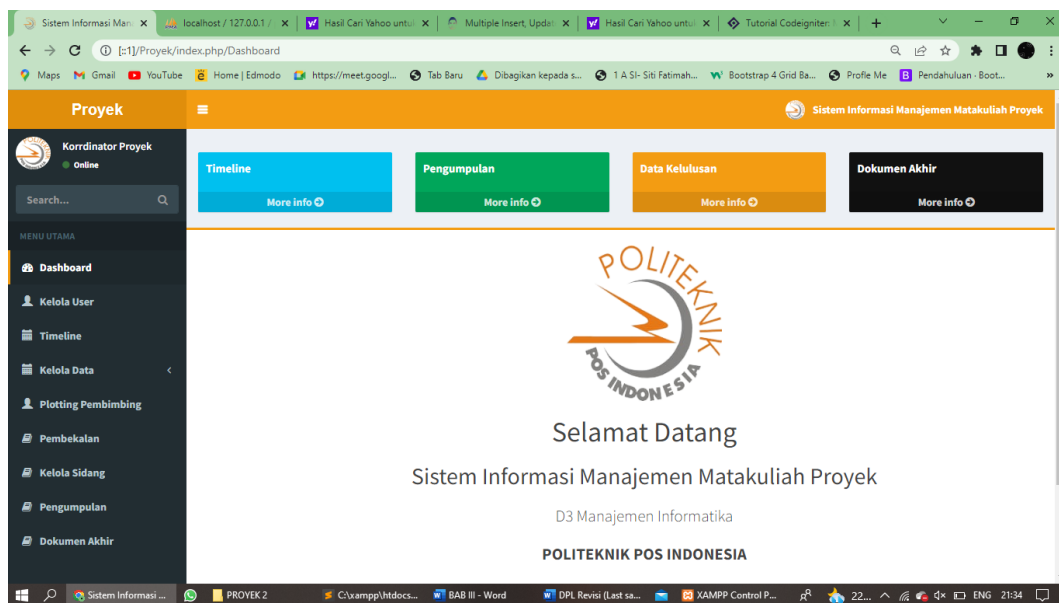 Sistem Informasi Man
localhost / 127.0.0.1 /
Hasil Cari Yahoo untu
Multiple Insert, Updat
Hasil Cari Yahoo untu
Tutorial Codeigniter:
[::1]/Proyek/index.php/Dashboard
Maps
Gmail
YouTube
Home | Edmodo
https://meet.googl...
Tab Baru
Dibagikan kepada s...
1 A SI- Siti Fatimah...
Bootstrap 4 Grid Ba...
Profle Me
Pendahuluan · Boot...
»
Proyek
Sistem Informasi Manajemen Matakuliah Proyek
Korrdinator Proyek
Online
Search...
MENU UTAMA
Dashboard
Kelola User
Timeline
Kelola Data
Plotting Pembimbing
Pembekalan
Kelola Sidang
Pengumpulan
Dokumen Akhir
Timeline
More info
Pengumpulan
More info
Data Kelulusan
More info
Dokumen Akhir
More info
POLITEKNIK
POS INDONESIA
Selamat Datang
Sistem Informasi Manajemen Matakuliah Proyek
D3 Manajemen Informatika
POLITEKNIK POS INDONESIA
Sistem Informasi ...
PROYEK 2
C:\xampp\htdocs...
BAB III - Word
DPL Revisi (Last sa...
XAMPP Control P...
22...
ENG
21:34